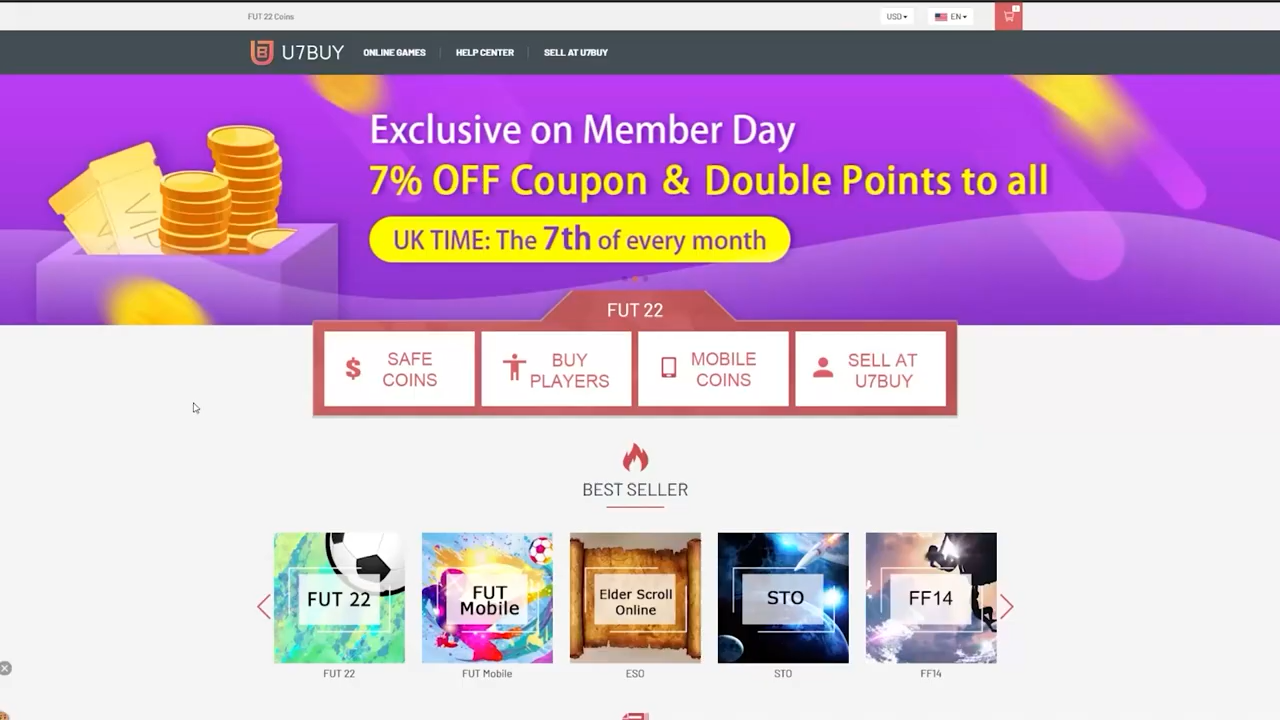 FUT 22 Coins
USD
EN
1
U7BUY
ONLINE GAMES
HELP CENTER
SELL AT U7BUY
Exclusive on Member Day
7% OFF Coupon & Double Points to all
UK TIME: The 7th of every month
FUT 22
SAFE
COINS
BUY
PLAYERS
MOBILE
COINS
SELL AT
U7BUY
BEST SELLER
FUT 22
FUT
Mobile
Elder Scroll
Online
STO
FF14
FUT 22
FUT Mobile
ESO
STO
FF14